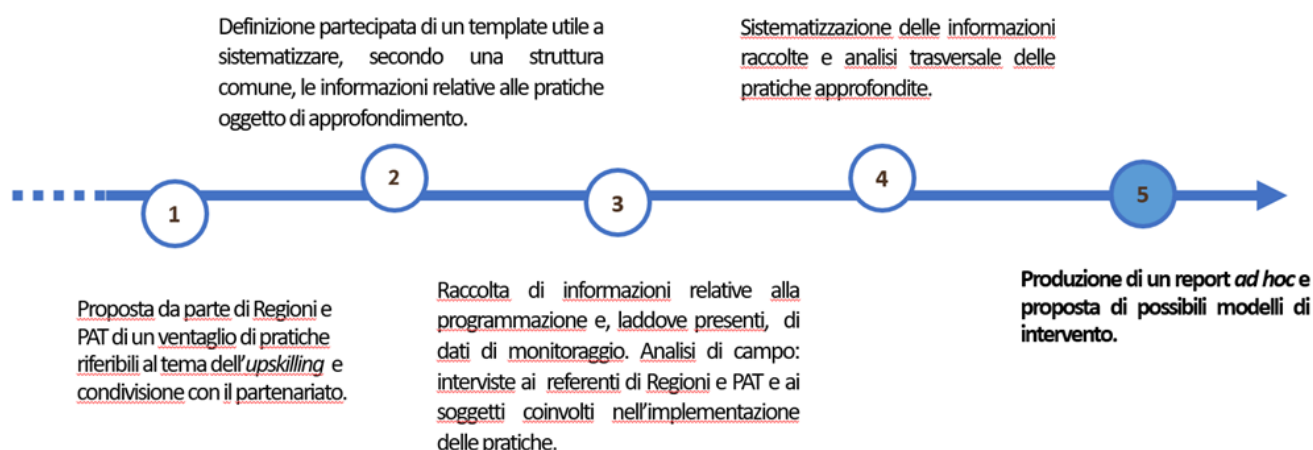 Definizione partecipata di un template utile a
sistematizzare, secondo una struttura
comune, le informazioni relative alle pratiche
oggetto di approfondimento.
Sistematizzazione delle informazioni
raccolte e analisi trasversale delle
pratiche approfondite.
1
2
3
4
5
Proposta da parte di Regioni e
PAT di un ventaglio di pratiche
riferibili al tema dell'upskilling e
condivisione con il partenariato.
Raccolta di informazioni relative alla
programmazione e, laddove presenti, di
dati di monitoraggio. Analisi di campo:
interviste ai referenti di Regioni e PAT e ai
soggetti coinvolti nell'implementazione
delle pratiche.
Produzione di un report ad hoc e
proposta di possibili modelli di
intervento.